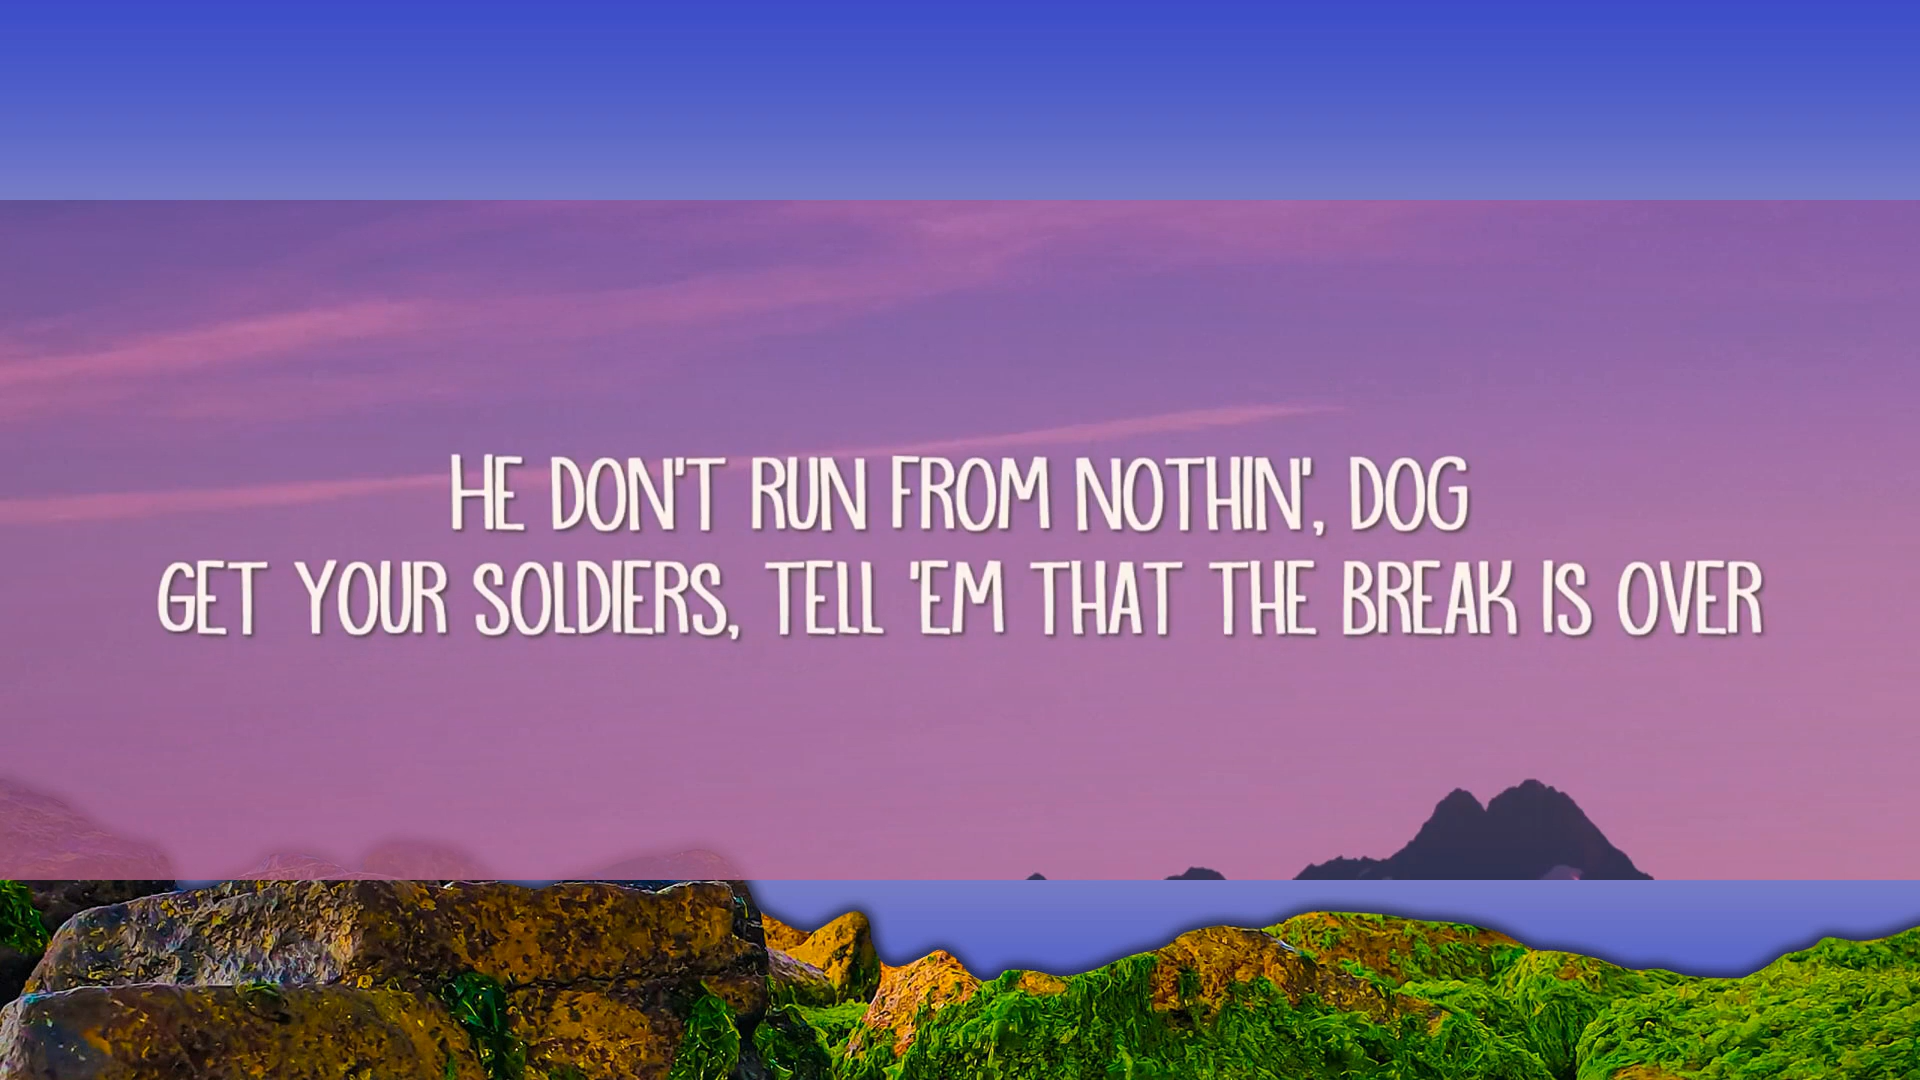 HE DON'T RUN FROM NOTHIN', DOG
GET YOUR SOLDIERS, TELL 'EM THAT THE BREAK IS OVER